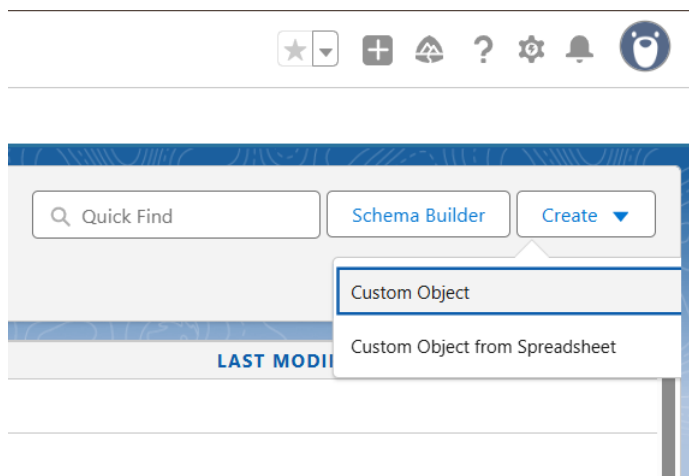 Quick Find
Schema Builder
Create
Custom Object
Custom Object from Spreadsheet
LAST MODI